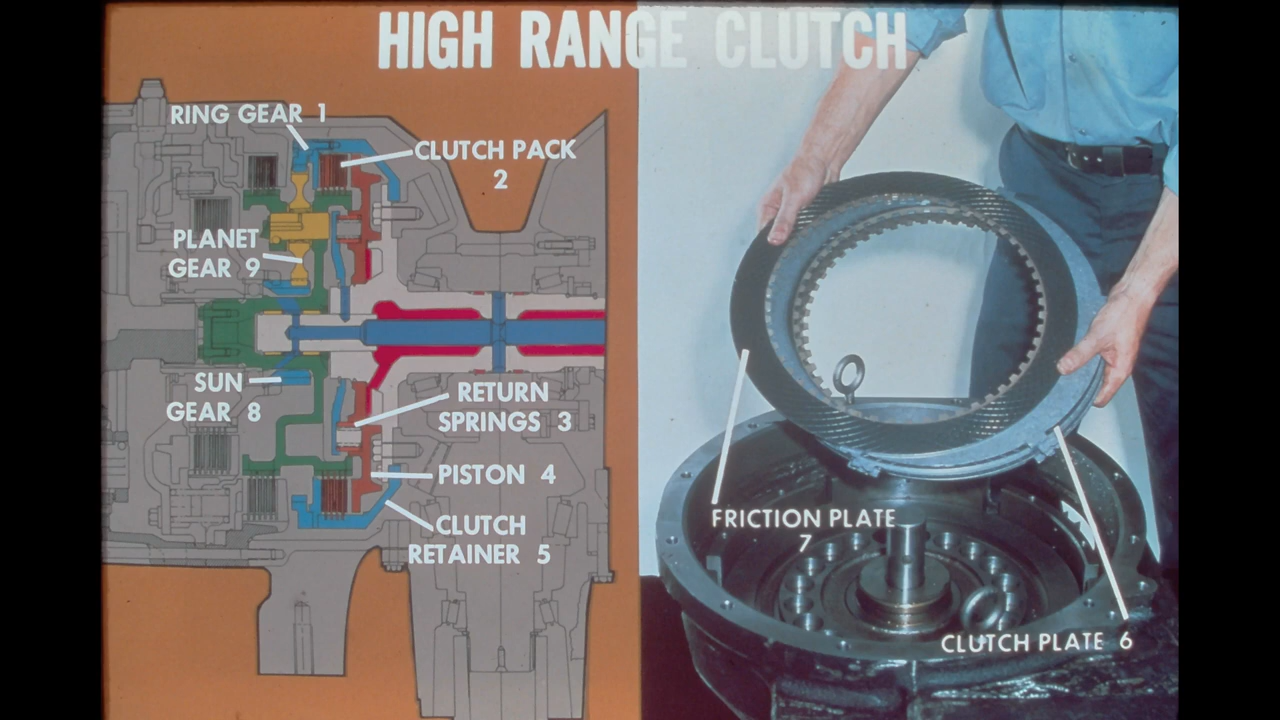 HIGH RANGE CLUTCH
RING GEAR 1
CLUTCH PACK
2
PLANET
GEAR 9
SUN
GEAR 8
RETURN
SPRINGS 3
PISTON 4
CLUTCH
RETAINER 5
FRICTION PLATE
7
CLUTCH PLATE 6